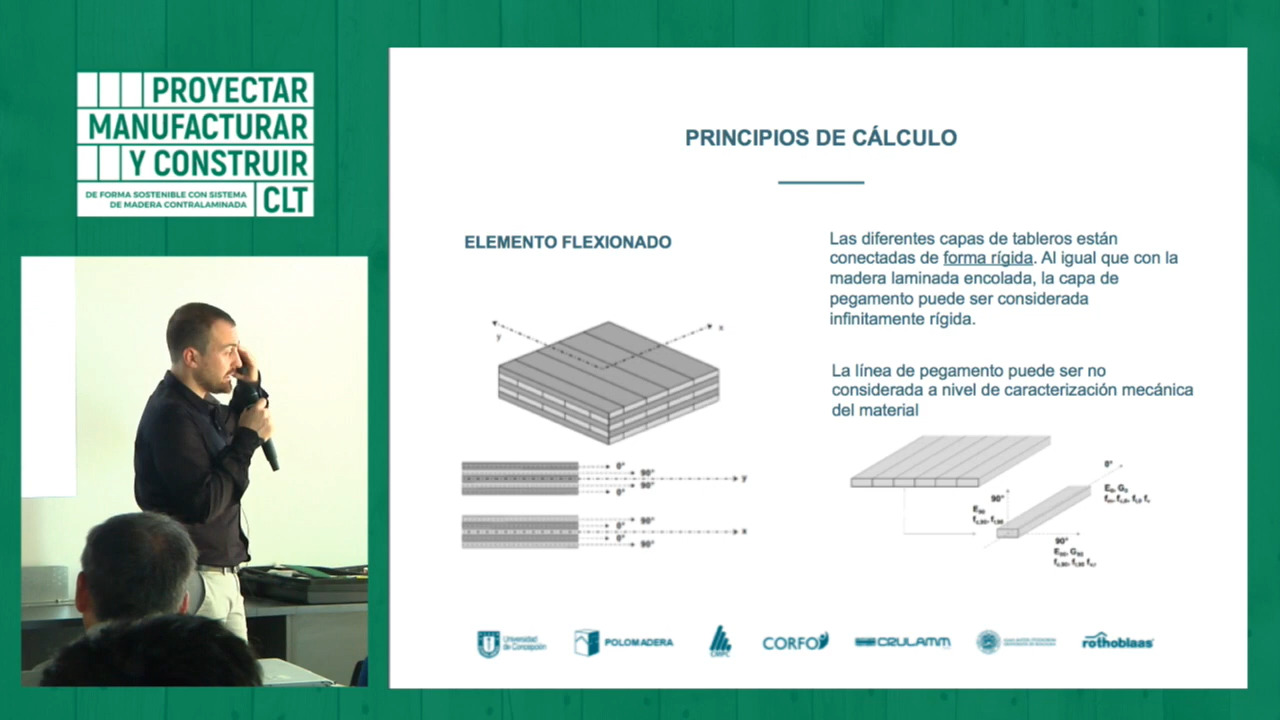 PROYECTAR
MANUFACTURAR
Y CONSTRUIR
DE FORMA SOSTENIBLE CON SISTEMA
DE MADERA CONTRALAMINADA
CLT
PRINCIPIOS DE CÁLCULO
ELEMENTO FLEXIONADO
Las diferentes capas de tableros están
conectadas de forma rígida. Al igual que con la
madera laminada encolada, la capa de
pegamento puede ser considerada
infinitamente rígida.
La línea de pegamento puede ser no
considerada a nivel de caracterización mecánica
del material
y
x
0°
90°
90°
0°
y
90°
0°
0°
90°
x
0°
90°
90°
Universidad
de Concepción
POLOMADERA
CMPC
CORFO
CRULAMM
rothoblaas